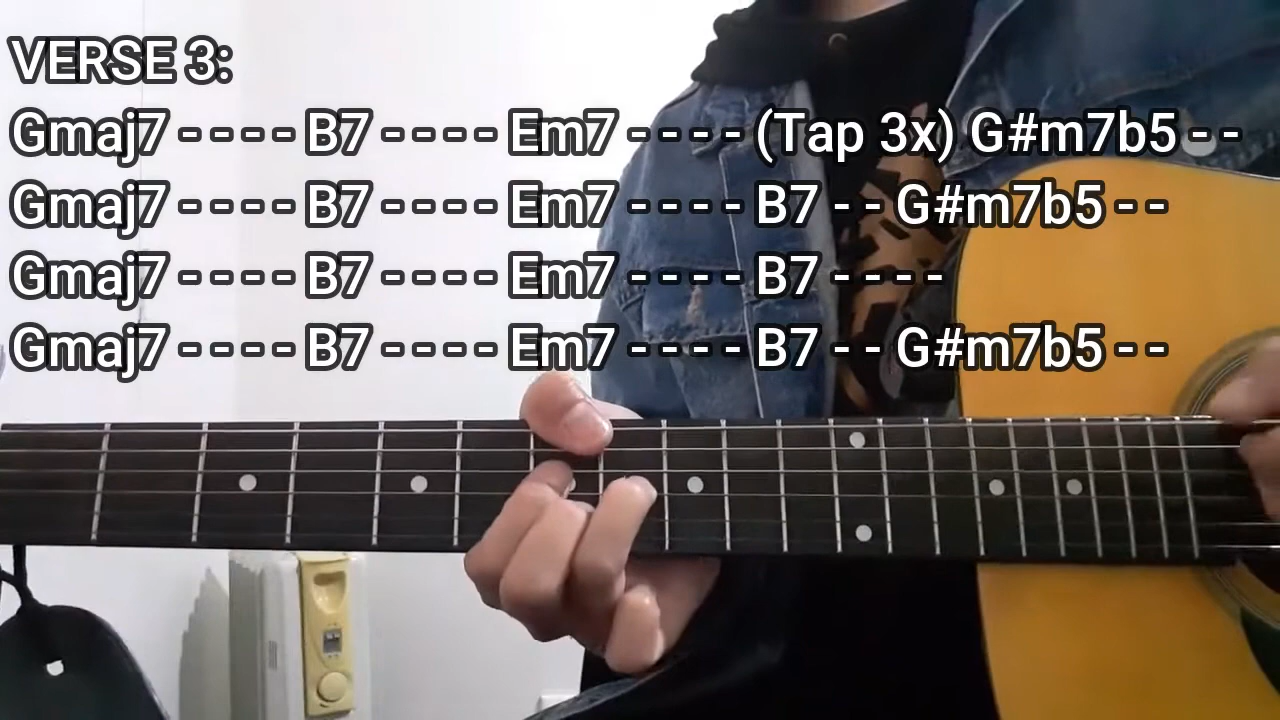 VERSE 3:
Gmaj7 - - - - B7 - - - - Em7 - - - - (Tap 3x) G#m7b5 - -
Gmaj7 - - - - B7 - - - - Em7 - - - - B7 - - G#m7b5 - -
Gmaj7 - - - - B7 - - - - Em7 - - - - B7 - - - -
Gmaj7 - - - - B7 - - - - Em7 - - - - B7 - - G#m7b5 - -